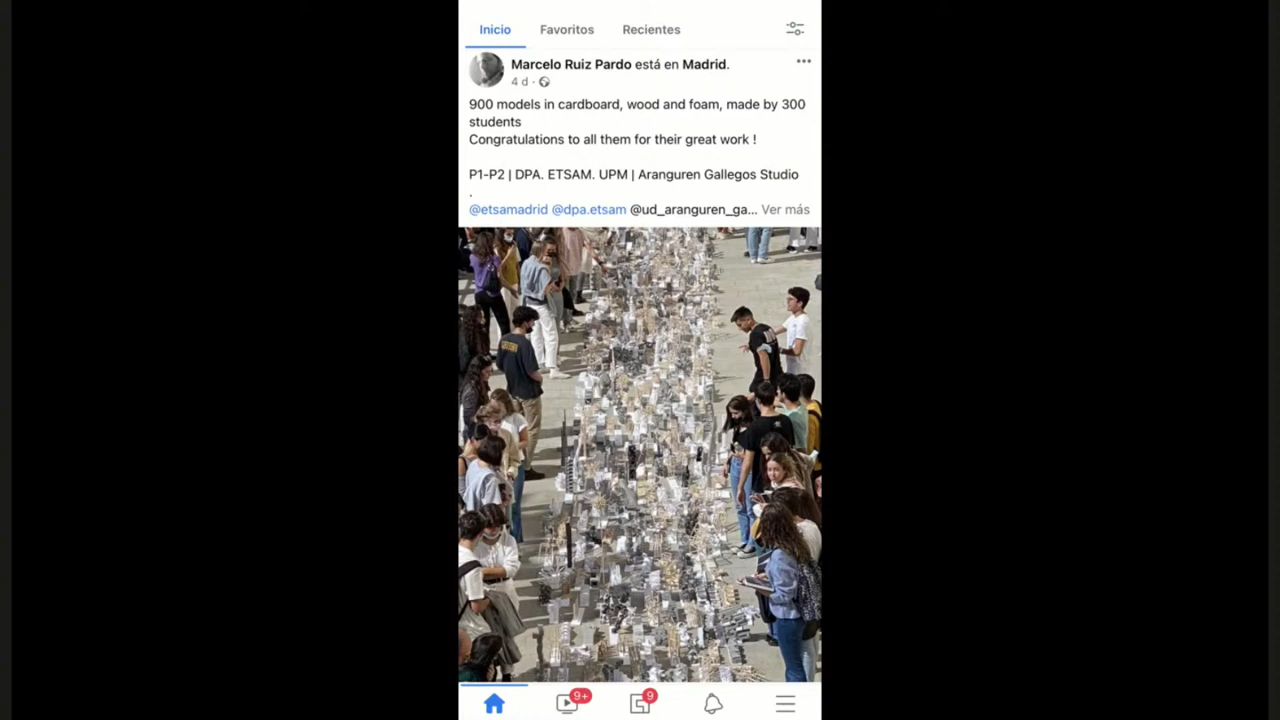 Inicio Favoritos Recientes
Marcelo Ruiz Pardo está en Madrid.
4 d ·
900 models in cardboard, wood and foam, made by 300
students
Congratulations to all them for their great work !
P1-P2 | DPA. ETSAM. UPM | Aranguren Gallegos Studio
.
@etsamadrid @dpa.etsam @ud_aranguren_ga... Ver más
9+ 9